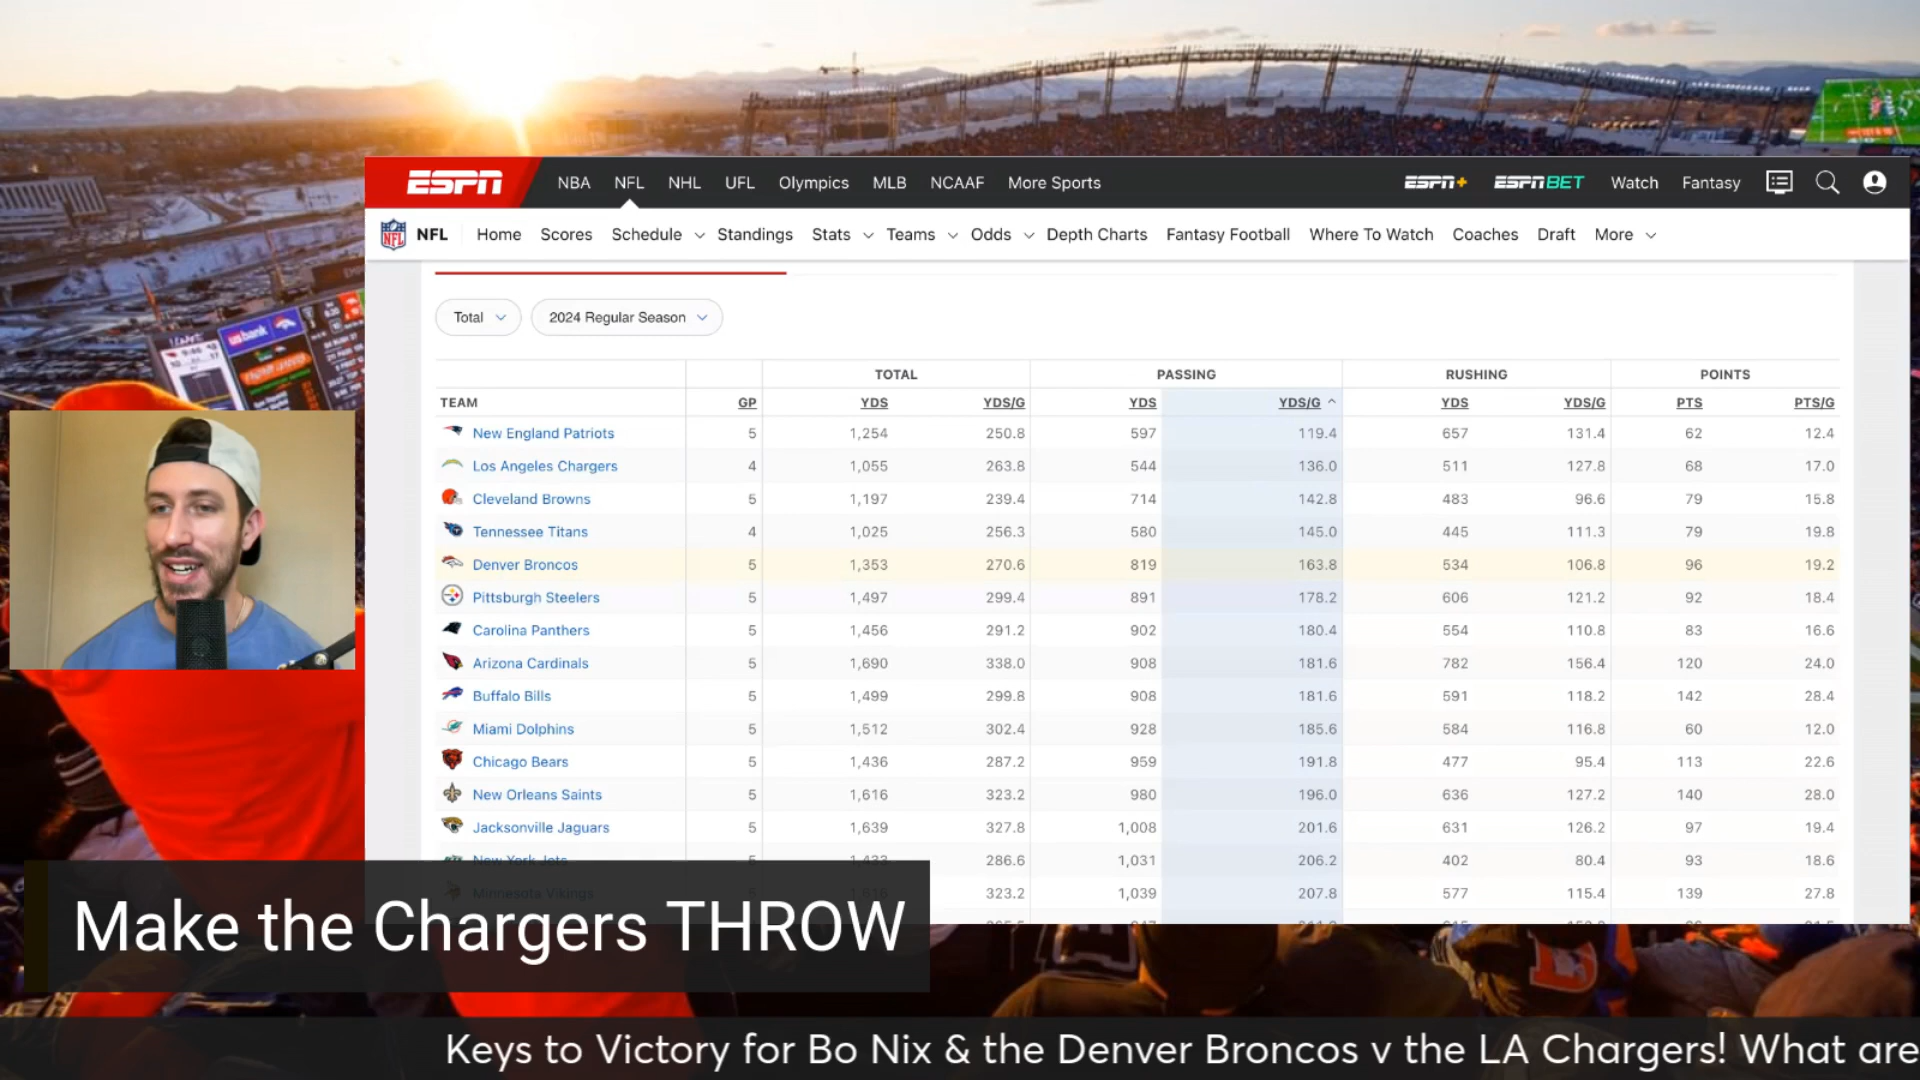 ESPN NBA NFL NHL UFL Olympics MLB NCAAF More Sports ESPN+ ESPN BET Watch Fantasy
NFL Home Scores Schedule Standings Stats Teams Odds Depth Charts Fantasy Football Where To Watch Coaches Draft More
Total 2024 Regular Season
usbank
TOTAL PASSING RUSHING POINTS
TEAM GP YDS YDS/G YDS YDS/G YDS YDS/G PTS PTS/G
New England Patriots 5 1,254 250.8 597 119.4 657 131.4 62 12.4
Los Angeles Chargers 4 1,055 263.8 544 136.0 511 127.8 68 17.0
Cleveland Browns 5 1,197 239.4 714 142.8 483 96.6 79 15.8
Tennessee Titans 4 1,025 256.3 580 145.0 445 111.3 79 19.8
Denver Broncos 5 1,353 270.6 819 163.8 534 106.8 96 19.2
Pittsburgh Steelers 5 1,497 299.4 891 178.2 606 121.2 92 18.4
Carolina Panthers 5 1,456 291.2 902 180.4 554 110.8 83 16.6
Arizona Cardinals 5 1,690 338.0 908 181.6 782 156.4 120 24.0
Buffalo Bills 5 1,499 299.8 908 181.6 591 118.2 142 28.4
Miami Dolphins 5 1,512 302.4 928 185.6 584 116.8 60 12.0
Chicago Bears 5 1,436 287.2 959 191.8 477 95.4 113 22.6
New Orleans Saints 5 1,616 323.2 980 196.0 636 127.2 140 28.0
Jacksonville Jaguars 5 1,639 327.8 1,008 201.6 631 126.2 97 19.4
New York Jets 5 1,433 286.6 1,031 206.2 402 80.4 93 18.6
Minnesota Vikings 5 1,616 323.2 1,039 207.8 577 115.4 139 27.8
Make the Chargers THROW
Keys to Victory for Bo Nix & the Denver Broncos v the LA Chargers! What are